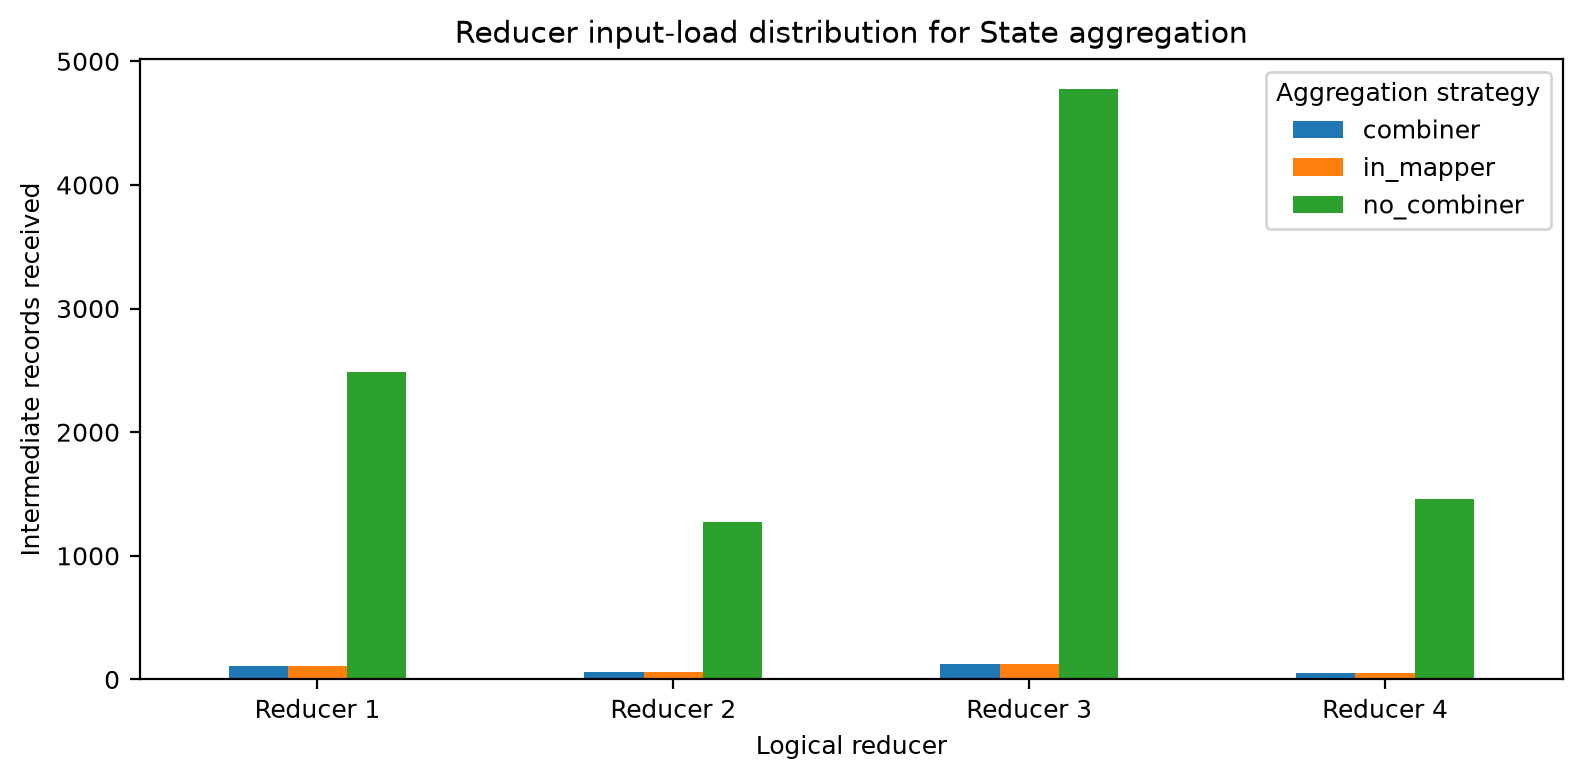 Reducer input-load distribution for State aggregation
Intermediate records received
5000
4000
3000
2000
1000
0
Aggregation strategy
combiner
in_mapper
no_combiner
Reducer 1
Reducer 2
Reducer 3
Reducer 4
Logical reducer